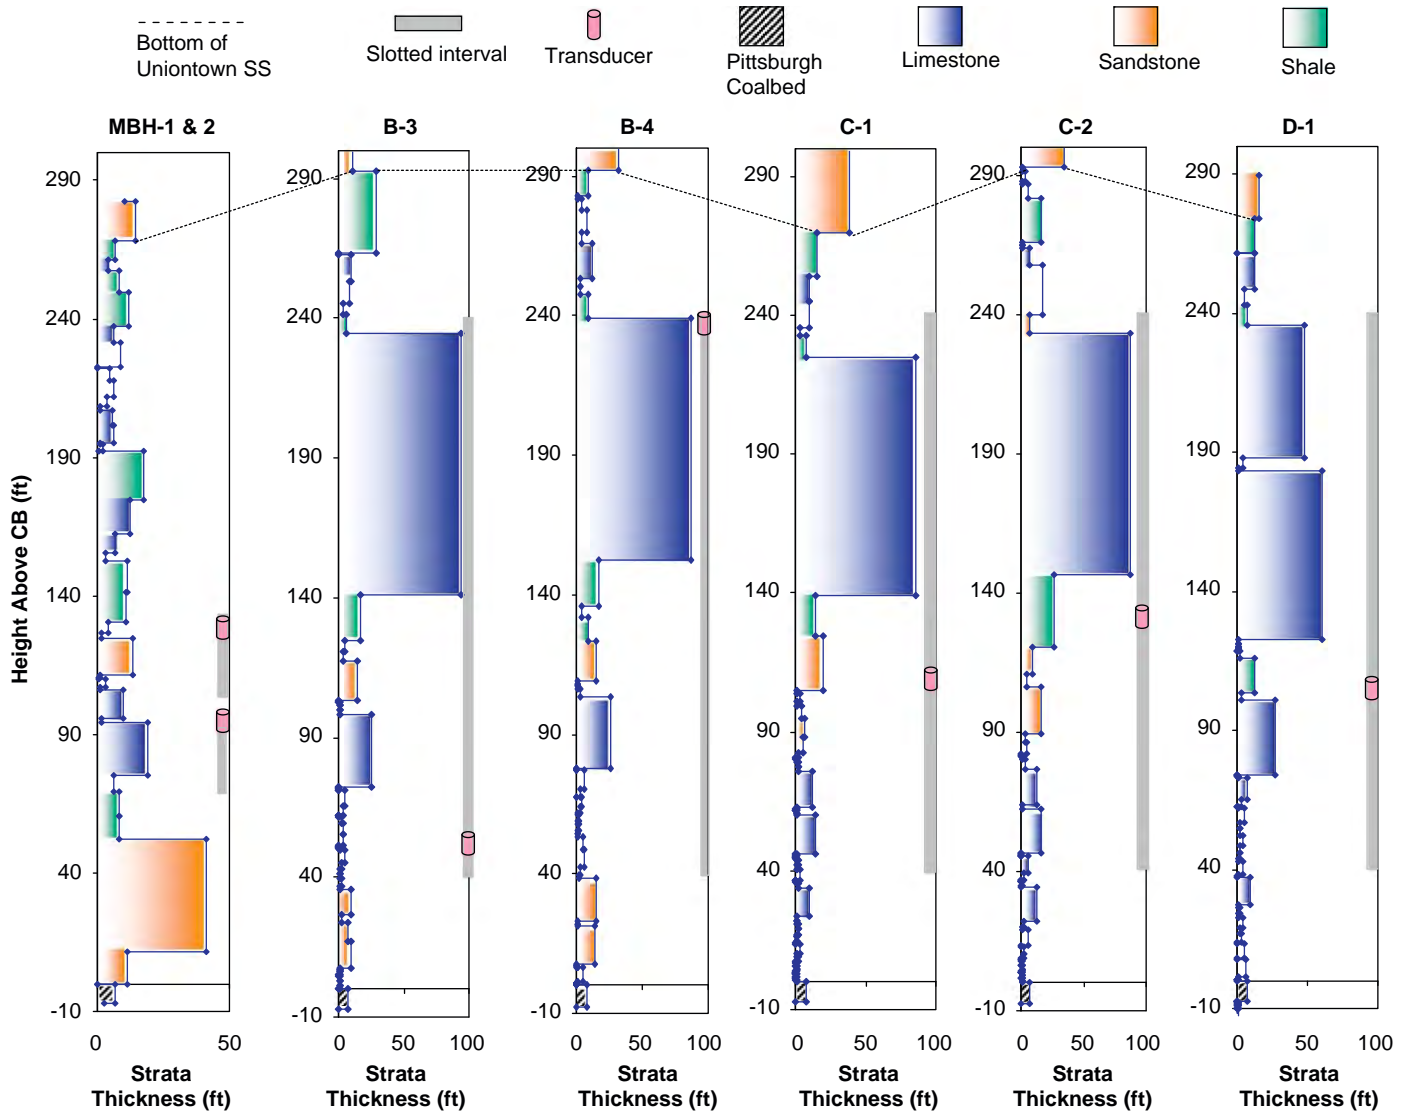 Bottom of
Uniontown SS
Slotted interval
Transducer
Pittsburgh
Coalbed
Limestone
Sandstone
Shale
MBH-1 & 2
B-3
B-4
C-1
C-2
D-1
Height Above CB (ft)
290
240
190
140
90
40
-10
0 50
Strata
Thickness (ft)
290
240
190
140
90
40
-10
0 50 100
Strata
Thickness (ft)
290
240
190
140
90
40
-10
0 50 100
Strata
Thickness (ft)
290
240
190
140
90
40
-10
0 50 100
Strata
Thickness (ft)
290
240
190
140
90
40
-10
0 50 100
Strata
Thickness (ft)
290
240
190
140
90
40
-10
0 50 100
Strata
Thickness (ft)